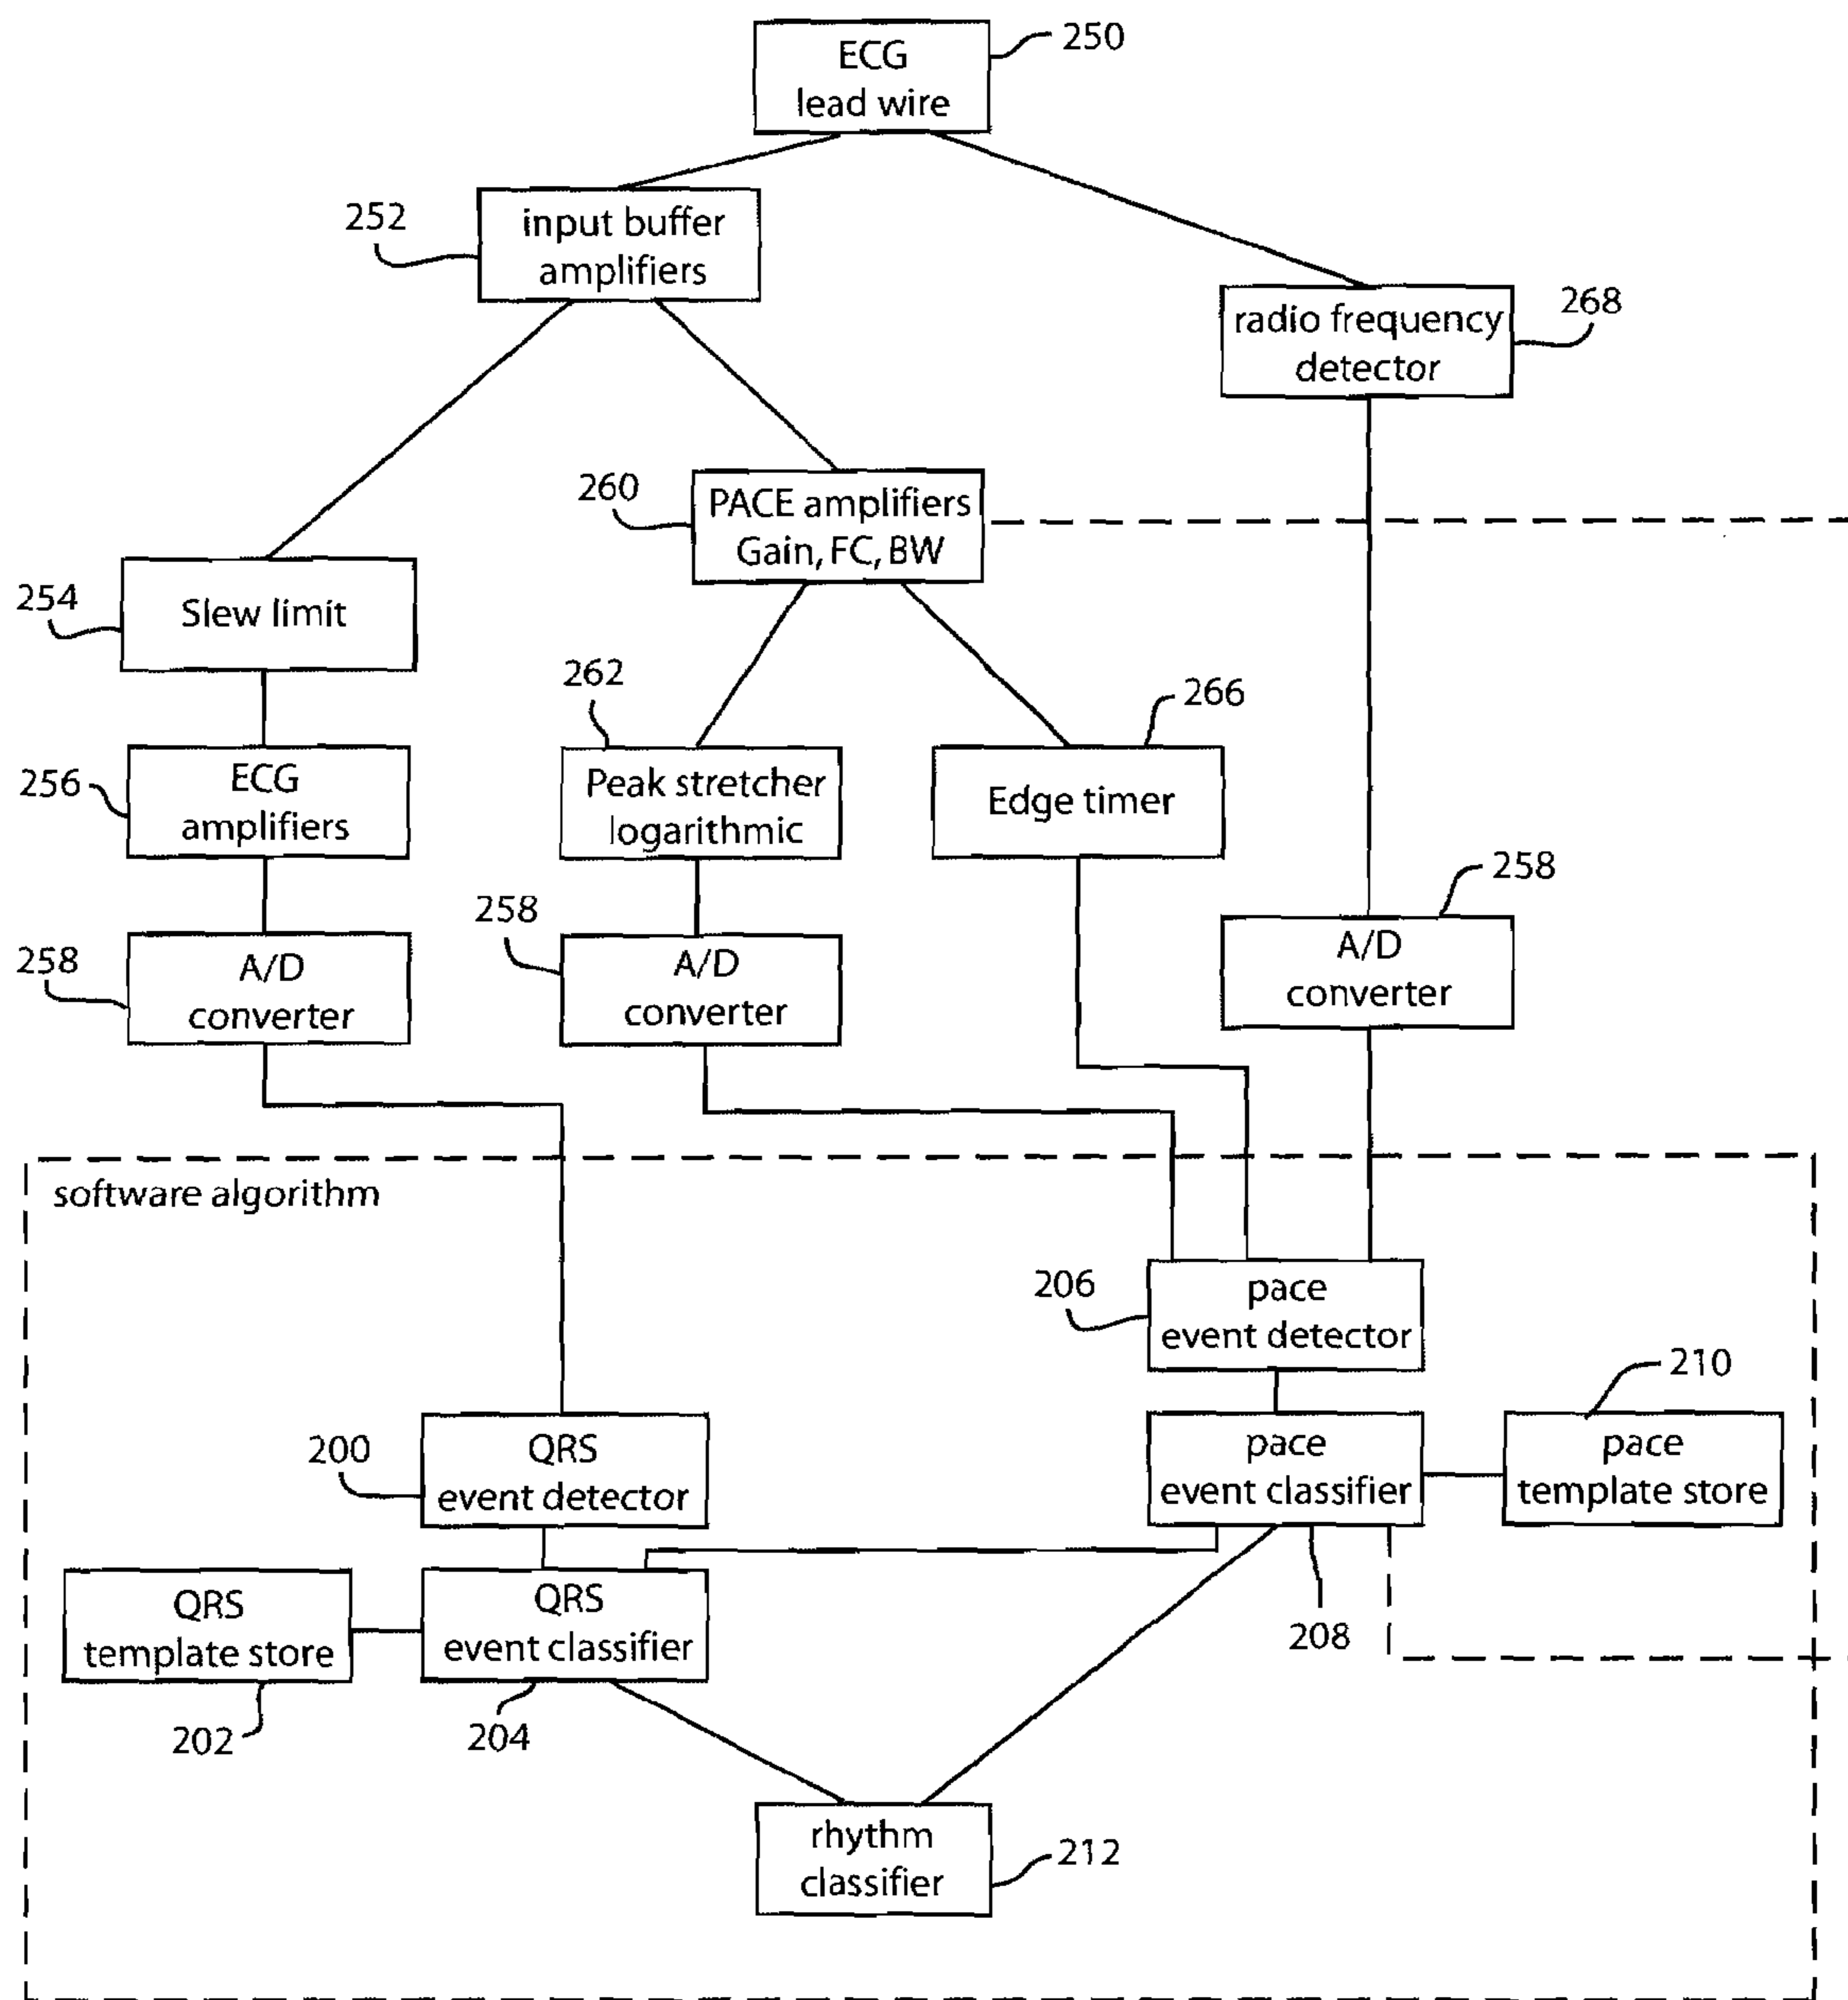 ECG
lead wire
250
252
input buffer
amplifiers
radio frequency
detector
268
260
PACE amplifiers
Gain, FC, BW
254
Slew limit
262
266
256
ECG
amplifiers
Peak stretcher
logarithmic
Edge timer
258
258
258
A/D
converter
A/D
converter
A/D
converter
software algorithm
206
pace
event detector
210
200
QRS
event detector
pace
event classifier
pace
template store
QRS
template store
QRS
event classifier
208
202
204
rhythm
classifier
212